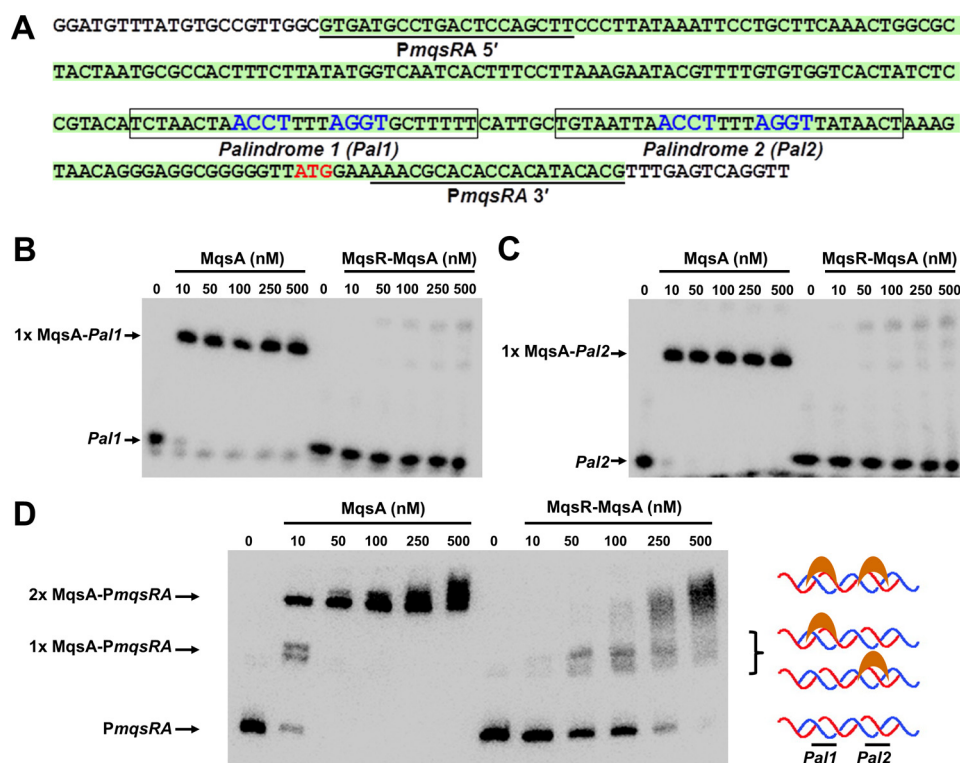 A
GGATGTTTATGTGCCGTTGGCGTGATGCCTGACTCCAGCTTCCCTTATAAATTCCTGCTTCAAACTGGCGC
PmqsRA 5′
TACTAATGCGCCACTTTCTTATATGGTCAATCACTTTCCTTAAAGAATACGTTTTGTGTGGTCACTATCTC
CGTACATCTAACTAACCTTTTAGGTGCTTTTTCATTGCTGTAATTAACCTTTTAGGTTATAACTAAAG
Palindrome 1 (Pal1) Palindrome 2 (Pal2)
TAACAGGGAGGCGGGGGTTATGGAAAAACGCACACCACATACACGTTTGAGTCAGGTT
PmqsRA 3′
B
MqsA (nM) MqsR-MqsA (nM)
0 10 50 100 250 500 0 10 50 100 250 500
1x MqsA-Pal1
Pal1
C
MqsA (nM) MqsR-MqsA (nM)
0 10 50 100 250 500 0 10 50 100 250 500
1x MqsA-Pal2
Pal2
D
MqsA (nM) MqsR-MqsA (nM)
0 10 50 100 250 500 0 10 50 100 250 500
2x MqsA-PmqsRA
1x MqsA-PmqsRA
PmqsRA
Pal1 Pal2